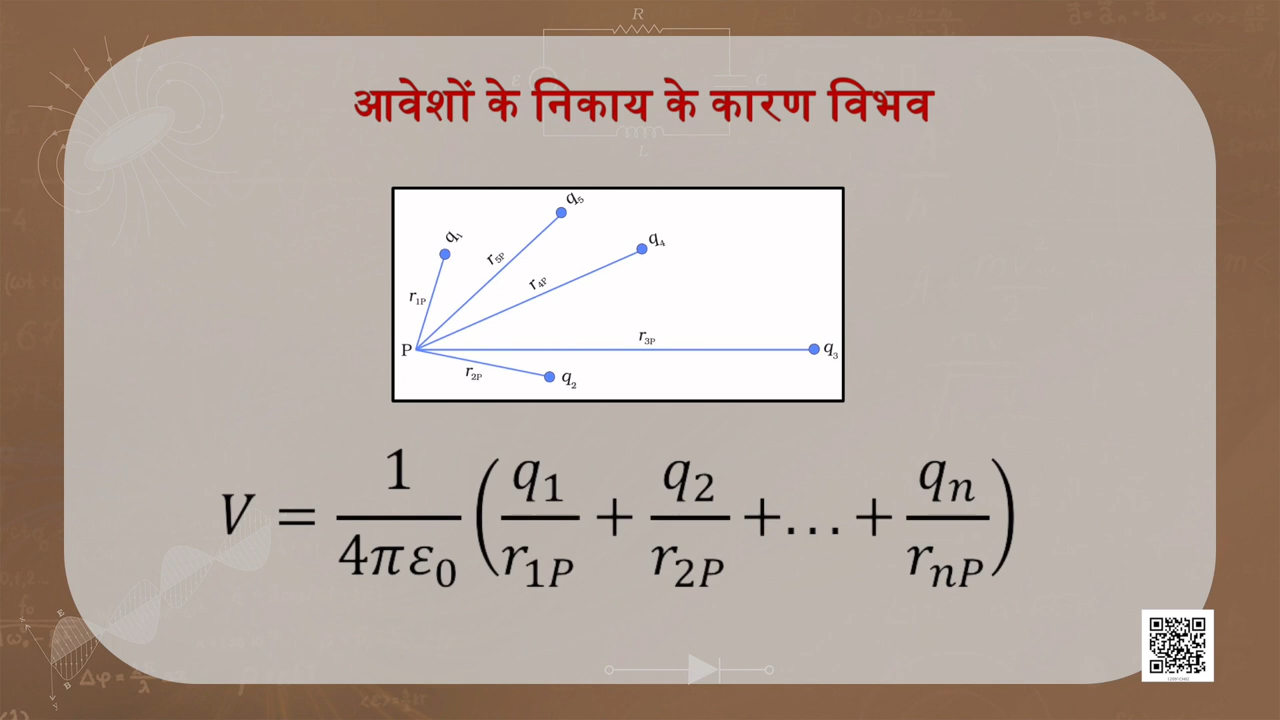 आवेशों के निकाय के कारण विभव
q₁
q₅
q₄
r₁P
r₅P
r₄P
P
r₃P
q₃
r₂P
q₂
V = 1/4πε₀ (q₁/r₁P + q₂/r₂P +...+ qₙ/rₙP)
R
L
C